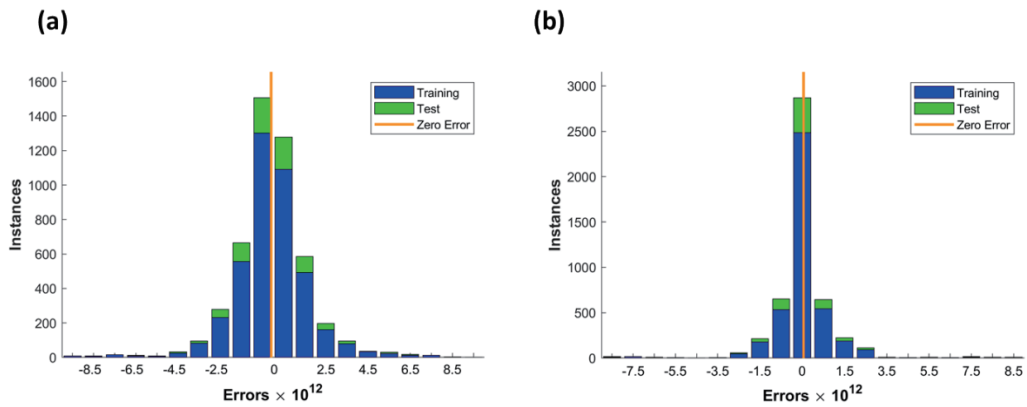 (a)
1600
1400
1200
1000
800
600
400
200
0
Instances
-8.5 -6.5 -4.5 -2.5 0 2.5 4.5 6.5 8.5
Errors × 10¹²
Training
Test
Zero Error
(b)
3000
2500
2000
1500
1000
500
0
Instances
-7.5 -5.5 -3.5 -1.5 0 1.5 3.5 5.5 7.5 8.5
Errors × 10¹²
Training
Test
Zero Error